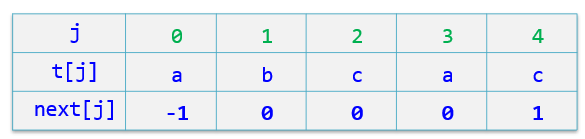 j 0 1 2 3 4
t[j] a b c a c
next[j] -1 0 0 0 1